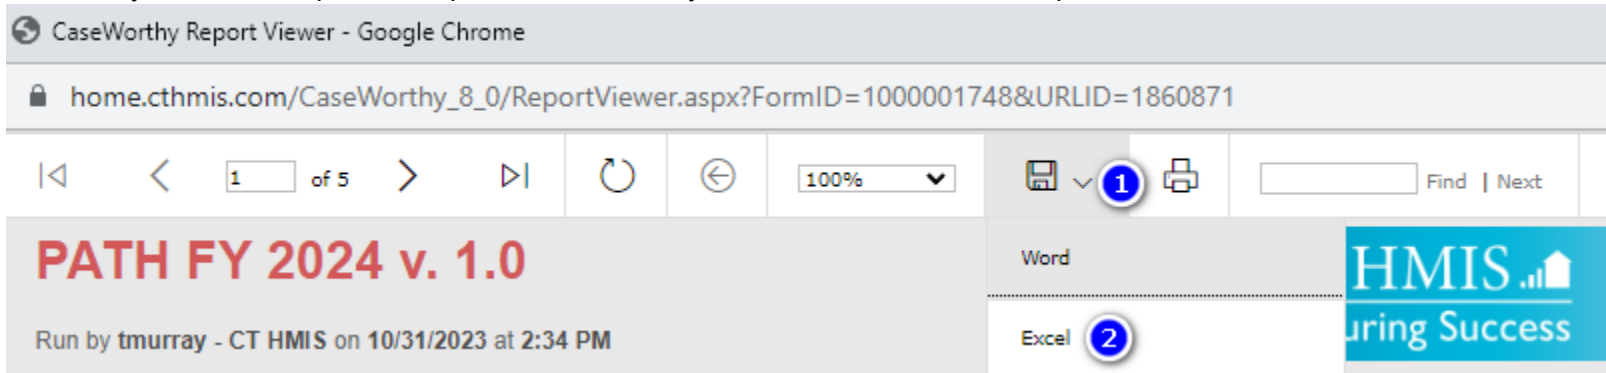 CaseWorthy Report Viewer - Google Chrome
home.cthmis.com/CaseWorthy_8_0/ReportViewer.aspx?FormID=1000001748&URLID=1860871
1 of 5 100% 1 Find | Next
PATH FY 2024 v. 1.0
Word
HMIS
Run by tmurray - CT HMIS on 10/31/2023 at 2:34 PM
Excel 2
uring Success